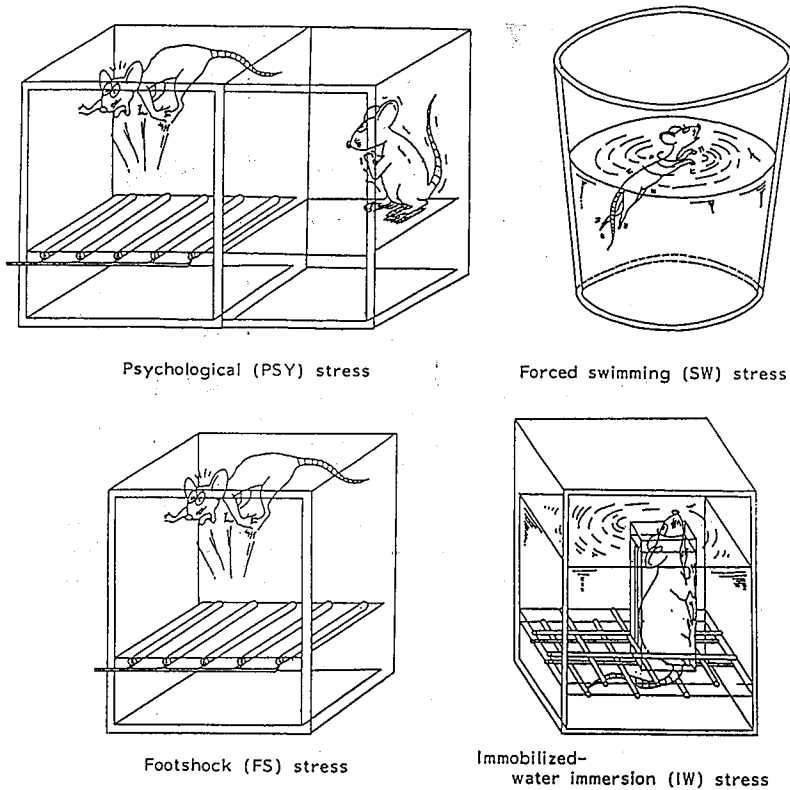 Psychological (PSY) stress
Forced swimming (SW) stress
Footshock (FS) stress
Immobilized-
water immersion (IW) stress